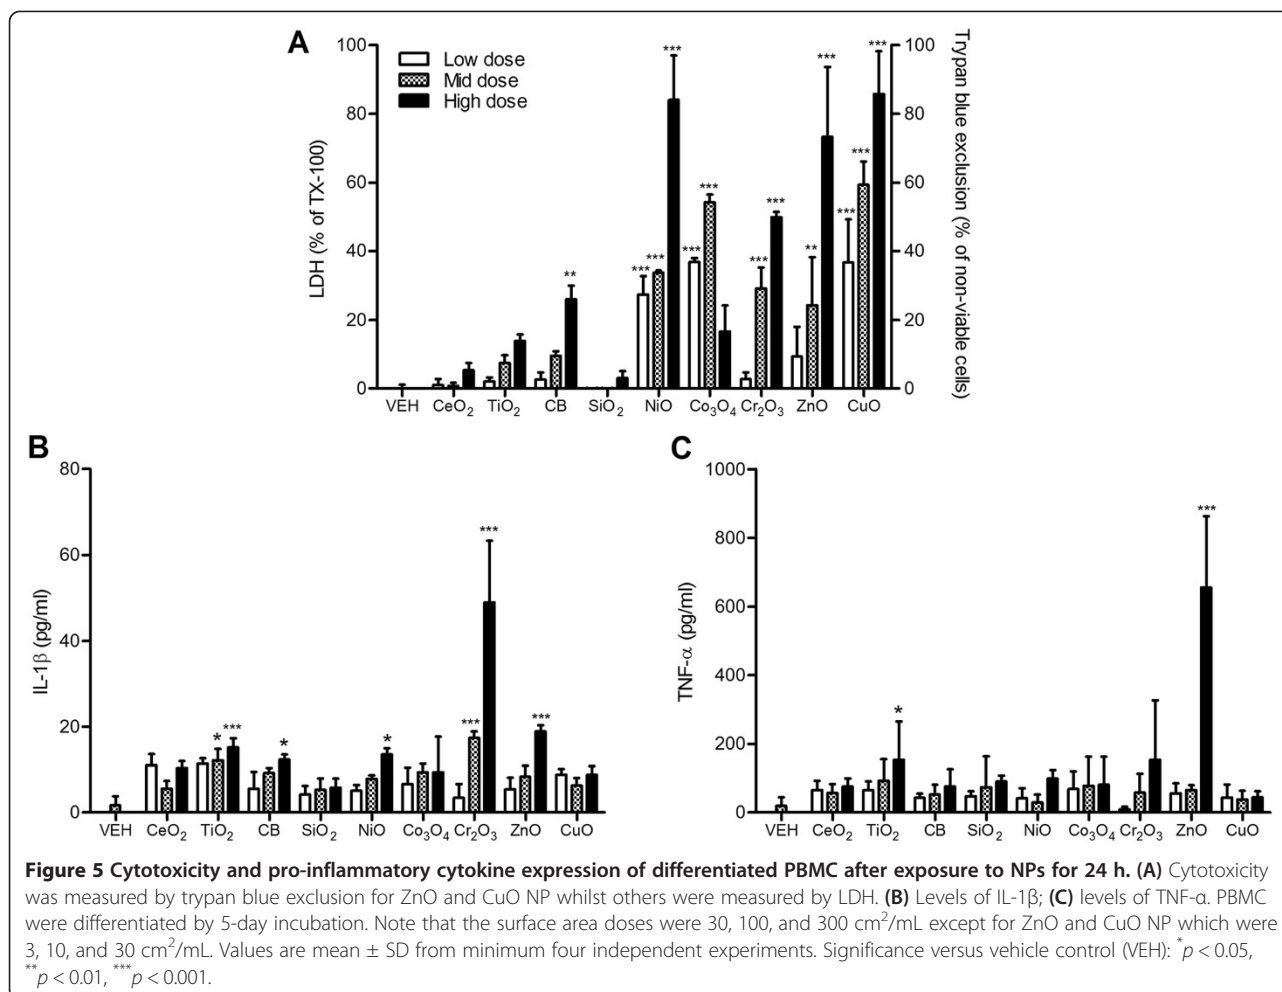 A
100
80
60
40
20
0
LDH (% of TX-100)
Low dose
Mid dose
High dose
**
***
***
***
***
***
***
***
**
***
***
***
***
100
80
60
40
20
0
Trypan blue exclusion (% of non-viable cells)
VEH CeO2 TiO2 CB SiO2 NiO Co3O4 Cr2O3 ZnO CuO
B
80
60
40
20
0
IL-1β (pg/ml)
*
***
*
*
***
***
***
VEH CeO2 TiO2 CB SiO2 NiO Co3O4 Cr2O3 ZnO CuO
C
1000
800
600
400
200
0
TNF-α (pg/ml)
*
***
VEH CeO2 TiO2 CB SiO2 NiO Co3O4 Cr2O3 ZnO CuO
Figure 5 Cytotoxicity and pro-inflammatory cytokine expression of differentiated PBMC after exposure to NPs for 24 h. (A) Cytotoxicity
was measured by trypan blue exclusion for ZnO and CuO NP whilst others were measured by LDH. (B) Levels of IL-1β; (C) levels of TNF-α. PBMC
were differentiated by 5-day incubation. Note that the surface area doses were 30, 100, and 300 cm²/mL except for ZnO and CuO NP which were
3, 10, and 30 cm²/mL. Values are mean ± SD from minimum four independent experiments. Significance versus vehicle control (VEH): *p < 0.05,
**p < 0.01, ***p < 0.001.